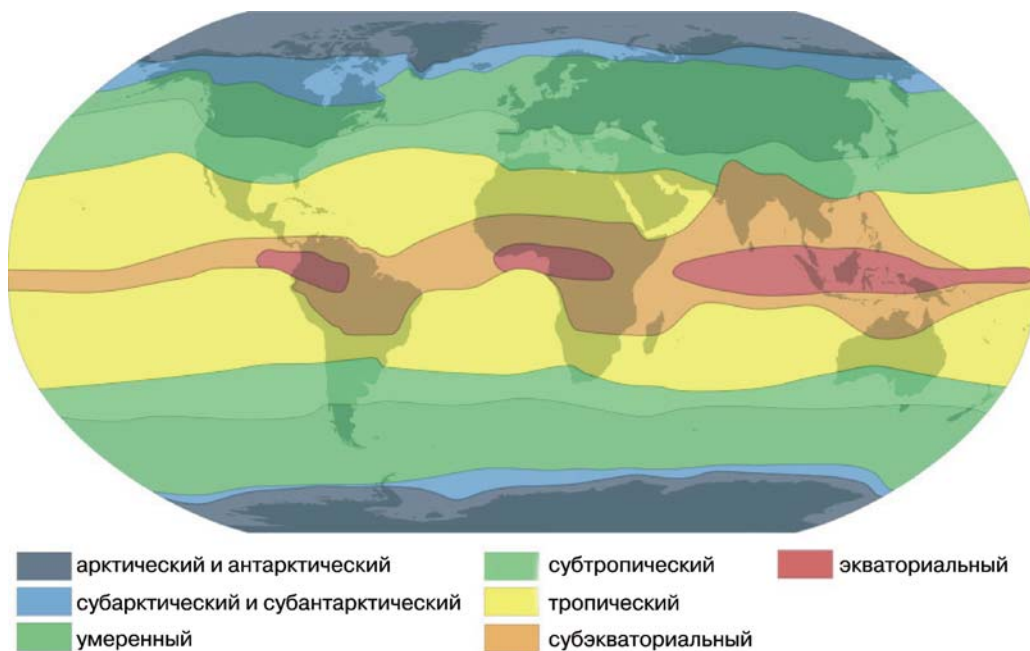 арктический и антарктический
субарктический и субантарктический
умеренный
субтропический
тропический
субэкваториальный
экваториальный